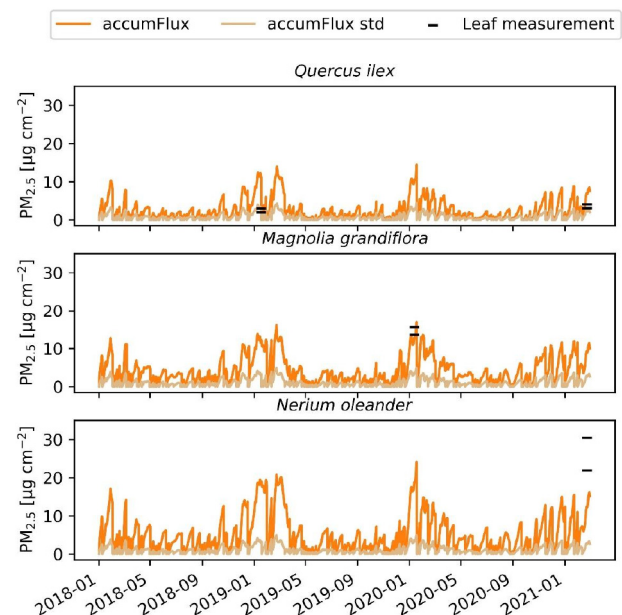 accumFlux accumFlux std Leaf measurement
Quercus ilex
PM2.5 [µg cm−2]
30
20
10
0
Magnolia grandiflora
PM2.5 [µg cm−2]
30
20
10
0
Nerium oleander
PM2.5 [µg cm−2]
30
20
10
0
2018-01 2018-05 2018-09 2019-01 2019-05 2019-09 2020-01 2020-05 2020-09 2021-01